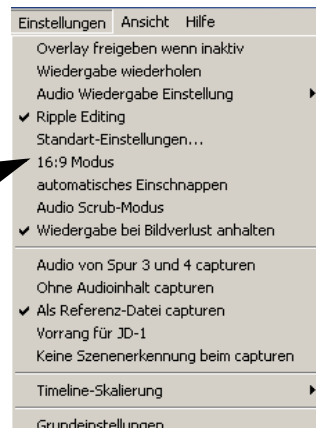 Einstellungen Ansicht Hilfe
Overlay freigeben wenn inaktiv
Wiedergabe wiederholen
Audio Wiedergabe Einstellung
Ripple Editing
Standart-Einstellungen...
16:9 Modus
automatisches Einschnappen
Audio Scrub-Modus
Wiedergabe bei Bildverlust anhalten
Audio von Spur 3 und 4 capturen
Ohne Audioinhalt capturen
Als Referenz-Datei capturen
Vorrang für JD-1
Keine Szenenerkennung beim capturen
Timeline-Skalierung
Grundeinstellungen